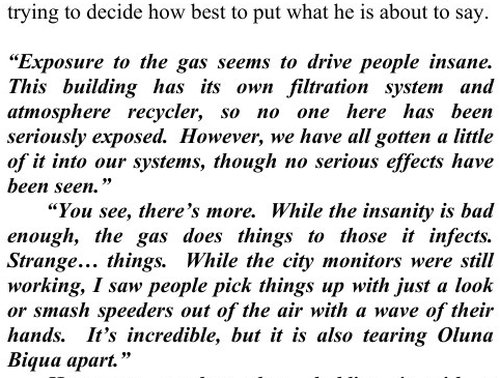 trying to decide how best to put what he is about to say.
“Exposure to the gas seems to drive people insane.
This building has its own filtration system and
atmosphere recycler, so no one here has been
seriously exposed. However, we have all gotten a little
of it into our systems, though no serious effects have
been seen.”
“You see, there’s more. While the insanity is bad
enough, the gas does things to those it infects.
Strange… things. While the city monitors were still
working, I saw people pick things up with just a look
or smash speeders out of the air with a wave of their
hands. It’s incredible, but it is also tearing Oluna
Biqua apart.”